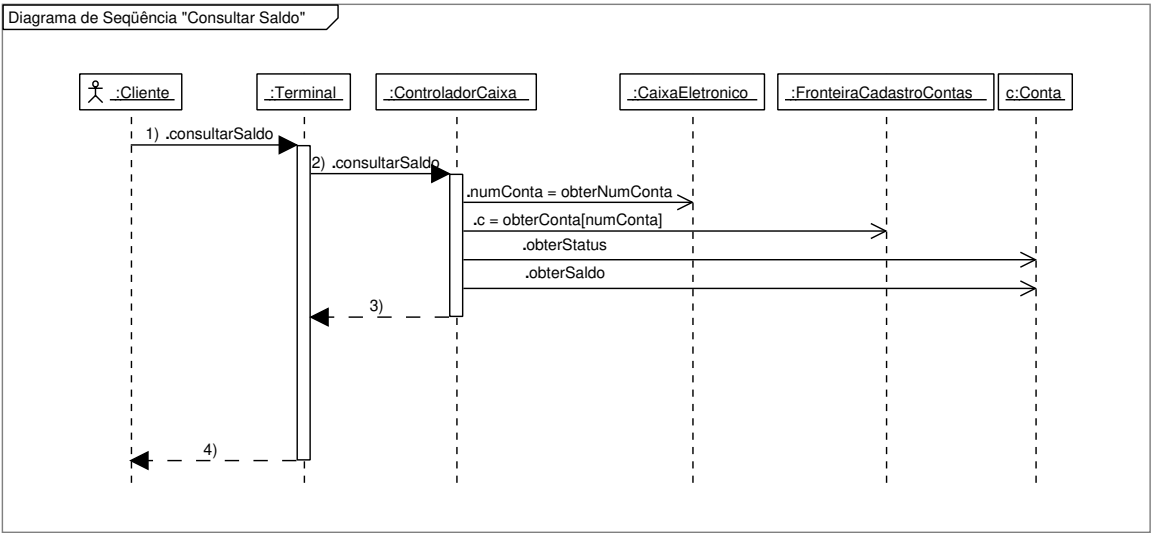 Diagrama de Seqüência "Consultar Saldo"
:Cliente
:Terminal
:ControladorCaixa
:CaixaEletronico
:FronteiraCadastroContas
c:Conta
1) .consultarSaldo
2) .consultarSaldo
.numConta = obterNumConta
.c = obterConta[numConta]
.obterStatus
.obterSaldo
3)
4)